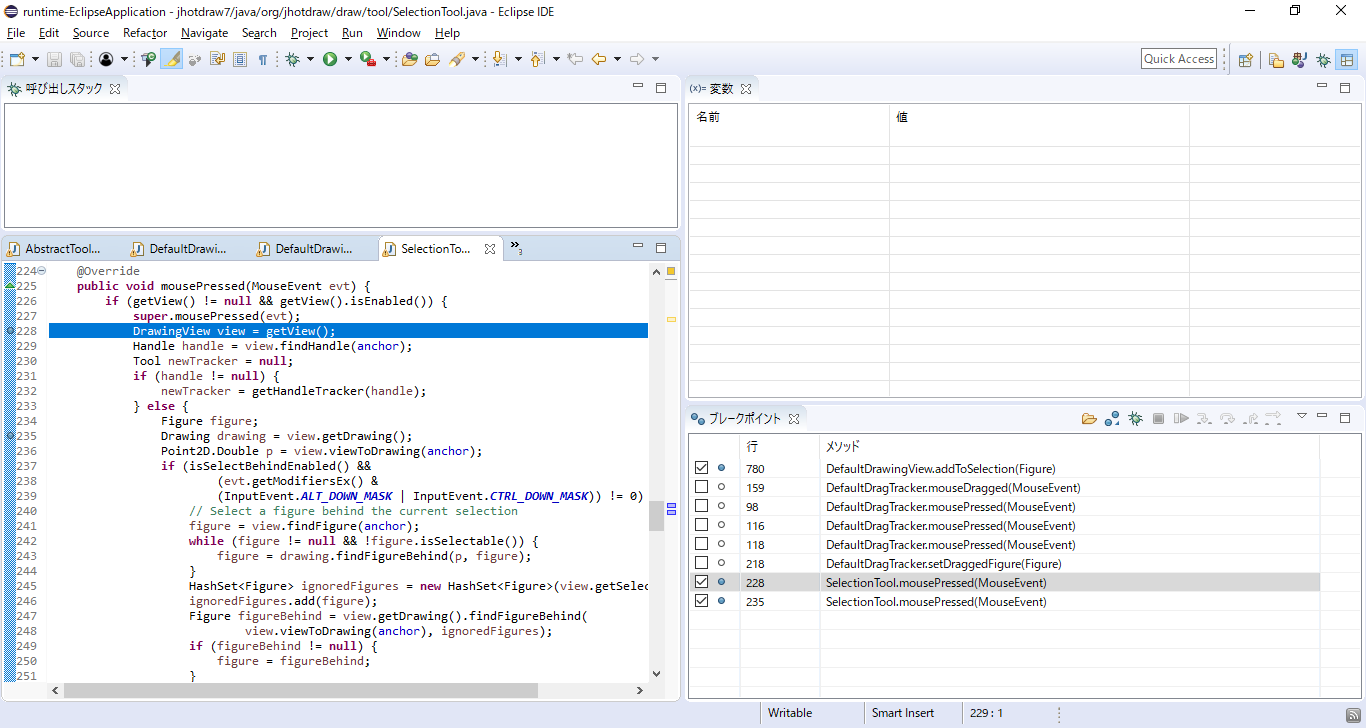 runtime-EclipseApplication - jhotdraw7/java/org/jhotdraw/draw/tool/SelectionTool.java - Eclipse IDE
File Edit Source Refactor Navigate Search Project Run Window Help
Quick Access
呼び出しスタック
AbstractTool... DefaultDrawi... DefaultDrawi... SelectionTo... »3
224 @Override
225 public void mousePressed(MouseEvent evt) {
226 if (getView() != null && getView().isEnabled()) {
227 super.mousePressed(evt);
228 DrawingView view = getView();
229 Handle handle = view.findHandle(anchor);
230 Tool newTracker = null;
231 if (handle != null) {
232 newTracker = getHandleTracker(handle);
233 } else {
234 Figure figure;
235 Drawing drawing = view.getDrawing();
236 Point2D.Double p = view.viewToDrawing(anchor);
237 if (isSelectBehindEnabled() &&
238 (evt.getModifiersEx() &
239 (InputEvent.ALT_DOWN_MASK | InputEvent.CTRL_DOWN_MASK)) != 0)
240 // Select a figure behind the current selection
241 figure = view.findFigure(anchor);
242 while (figure != null && !figure.isSelectable()) {
243 figure = drawing.findFigureBehind(p, figure);
244 }
245 HashSet<Figure> ignoredFigures = new HashSet<Figure>(view.getSelec
246 ignoredFigures.add(figure);
247 Figure figureBehind = view.getDrawing().findFigureBehind(
248 view.viewToDrawing(anchor), ignoredFigures);
249 if (figureBehind != null) {
250 figure = figureBehind;
251 }
(x)= 変数
名前 値
ブレークポイント
行 メソッド
780 DefaultDrawingView.addToSelection(Figure)
159 DefaultDragTracker.mouseDragged(MouseEvent)
98 DefaultDragTracker.mousePressed(MouseEvent)
116 DefaultDragTracker.mousePressed(MouseEvent)
118 DefaultDragTracker.mousePressed(MouseEvent)
218 DefaultDragTracker.setDraggedFigure(Figure)
228 SelectionTool.mousePressed(MouseEvent)
235 SelectionTool.mousePressed(MouseEvent)
Writable Smart Insert 229 : 1